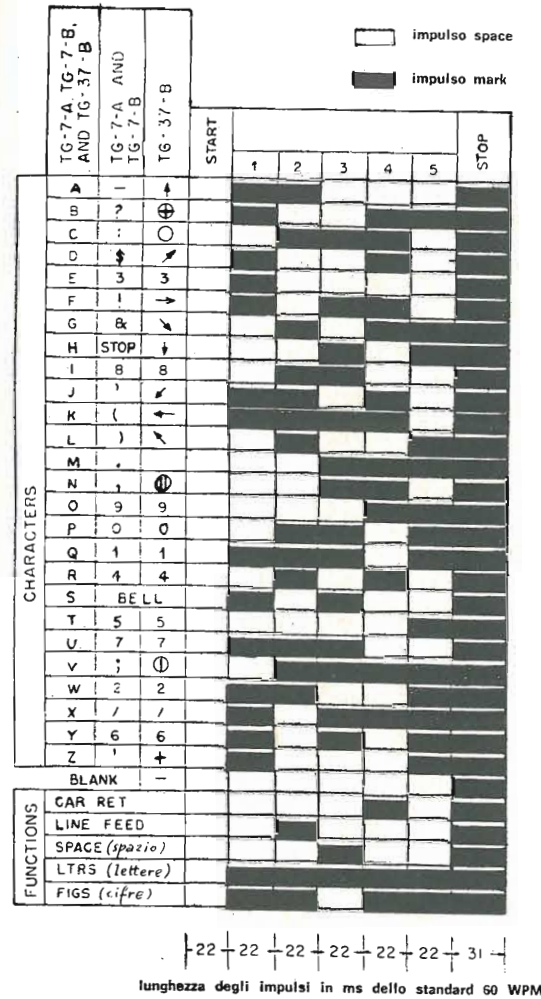 impulso space
impulso mark
TG-7-A, TG-7-B, AND TG-37-B
TG-7-A AND TG-7-B
TG-37-B
START
1 2 3 4 5
STOP
CHARACTERS
A – ↑
B ? ⊕
C : ○
D $ ↗
E 3 3
F ! →
G & ↘
H STOP ↓
I 8 8
J ' ↙
K ( ←
L ) ↖
M . .
N , ⦶
O 9 9
P 0 0
Q 1 1
R 4 4
S BELL
T 5 5
U 7 7
V ; ⦶
W 2 2
X / /
Y 6 6
Z ' +
BLANK –
FUNCTIONS
CAR RET
LINE FEED
SPACE (spazio)
LTRS (lettere)
FIGS (cifre)
22 22 22 22 22 22 31
lunghezza degli impulsi in ms dello standard 60 WPM